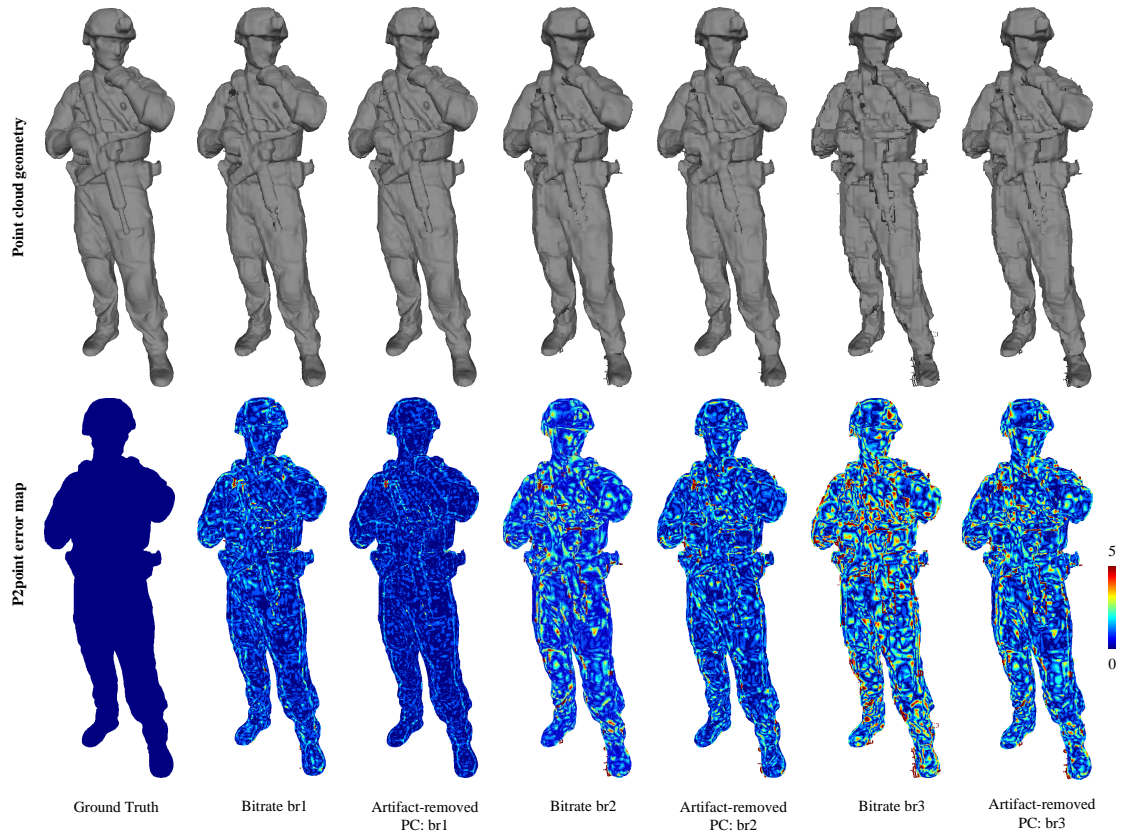 Point cloud geometry
P2point error map
5
0
Ground Truth
Bitrate br1
Artifact-removed
PC: br1
Bitrate br2
Artifact-removed
PC: br2
Bitrate br3
Artifact-removed
PC: br3